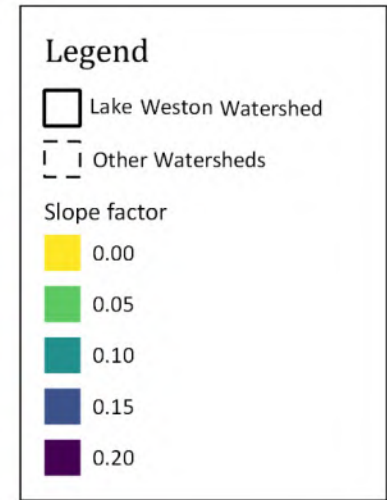 Legend
Lake Weston Watershed
Other Watersheds
Slope factor
0.00
0.05
0.10
0.15
0.20